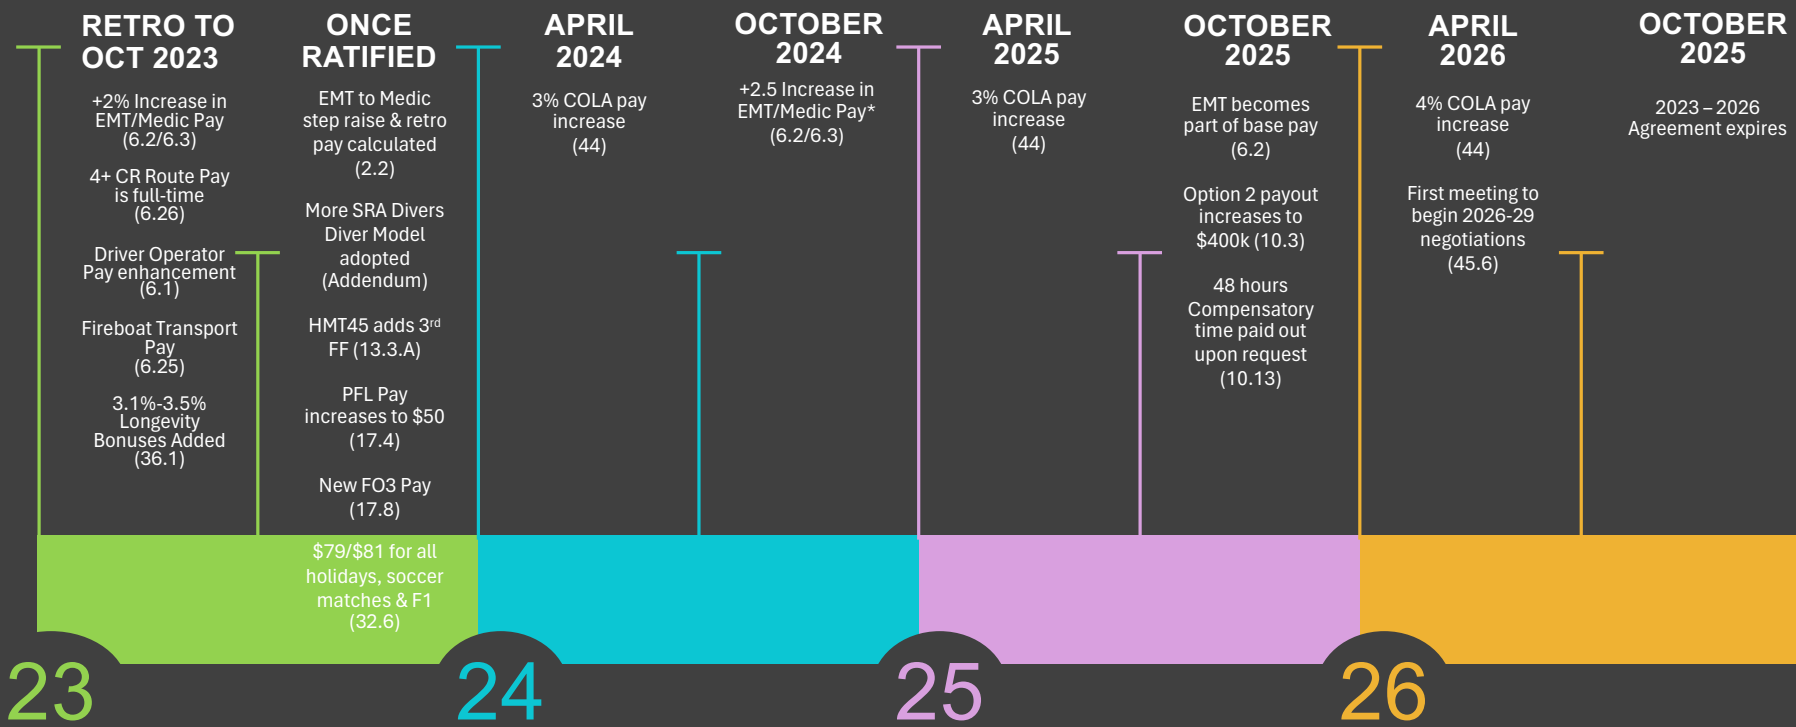 RETRO TO
OCT 2023
+2% Increase in
EMT/Medic Pay
(6.2/6.3)
4+ CR Route Pay
is full-time
(6.26)
Driver Operator
Pay enhancement
(6.1)
Fireboat Transport
Pay
(6.25)
3.1%-3.5%
Longevity
Bonuses Added
(36.1)
ONCE
RATIFIED
EMT to Medic
step raise & retro
pay calculated
(2.2)
More SRA Divers
Diver Model
adopted
(Addendum)
HMT45 adds 3rd
FF (13.3.A)
PFL Pay
increases to $50
(17.4)
New FO3 Pay
(17.8)
$79/$81 for all
holidays, soccer
matches & F1
(32.6)
APRIL
2024
3% COLA pay
increase
(44)
OCTOBER
2024
+2.5 Increase in
EMT/Medic Pay*
(6.2/6.3)
APRIL
2025
3% COLA pay
increase
(44)
OCTOBER
2025
EMT becomes
part of base pay
(6.2)
Option 2 payout
increases to
$400k (10.3)
48 hours
Compensatory
time paid out
upon request
(10.13)
APRIL
2026
4% COLA pay
increase
(44)
First meeting to
begin 2026-29
negotiations
(45.6)
OCTOBER
2025
2023 – 2026
Agreement expires
23
24
25
26